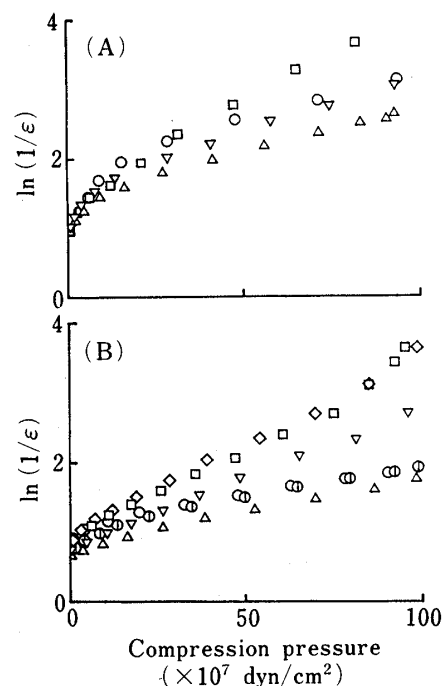 4
(A)
ln (1/ε)
2
0
4
(B)
ln (1/ε)
2
0
0
50
100
Compression pressure
(×10⁷ dyn/cm²)